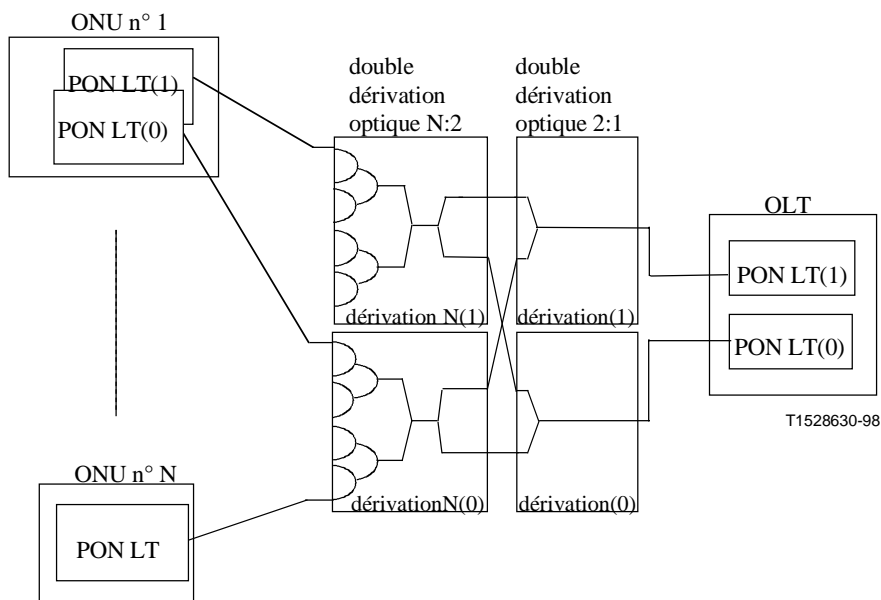 ONU n° 1
PON LT(1)
PON LT(0)
double
dérivation
optique N:2
double
dérivation
optique 2:1
dérivation N(1)
dérivation(1)
OLT
PON LT(1)
PON LT(0)
T1528630-98
ONU n° N
PON LT
dérivationN(0)
dérivation(0)